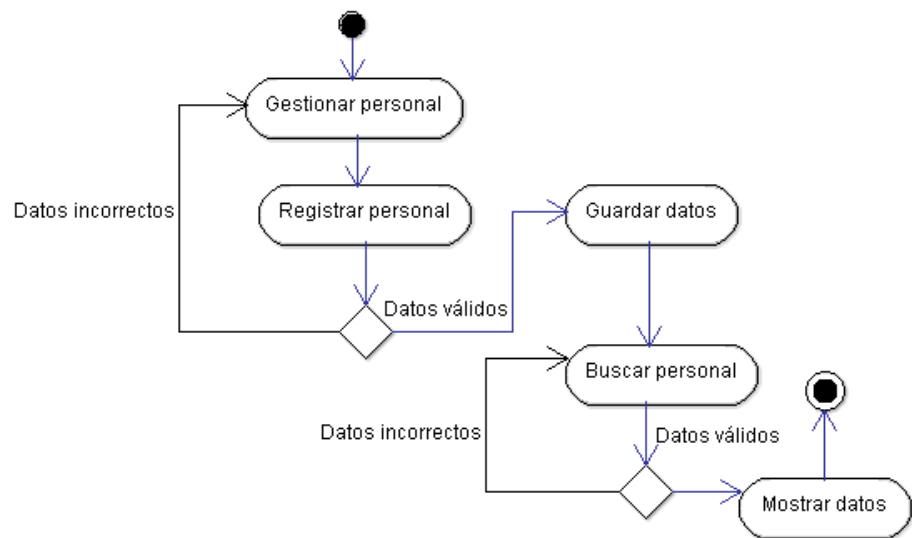 Gestionar personal
Datos incorrectos
Registrar personal
Guardar datos
Datos válidos
Buscar personal
Datos incorrectos
Datos válidos
Mostrar datos